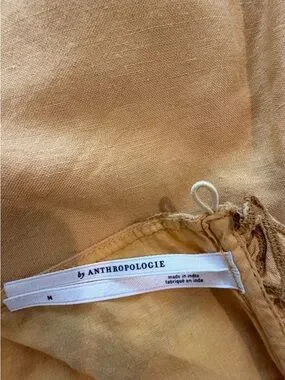 by ANTHROPOLOGIE
made in india
fabriqué en inde
M